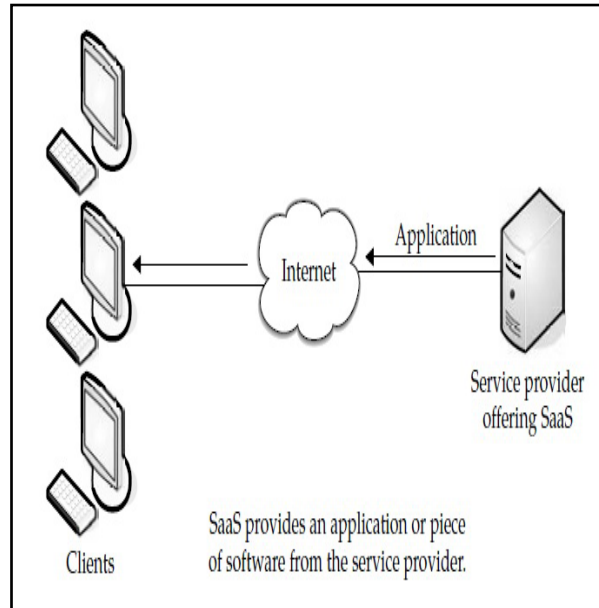 Application
Internet
Service provider
offering SaaS
SaaS provides an application or piece
of software from the service provider.
Clients